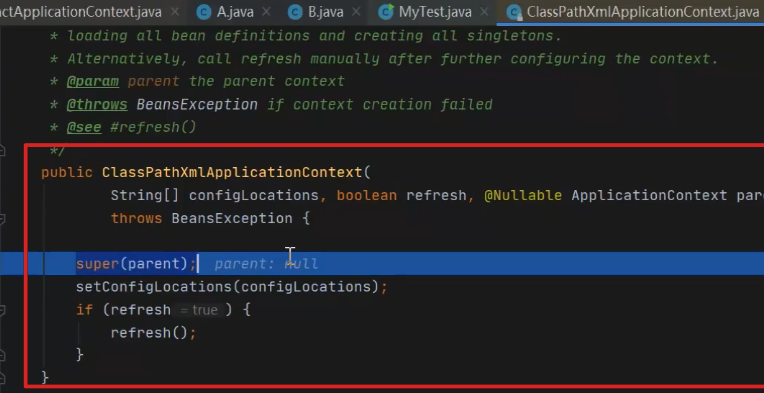 actApplicationContext.java × A.java × B.java × MyTest.java × ClassPathXmlApplicationContext.java
* loading all bean definitions and creating all singletons.
* Alternatively, call refresh manually after further configuring the context.
* @param parent the parent context
* @throws BeansException if context creation failed
* @see #refresh()
*/
public ClassPathXmlApplicationContext(
String[] configLocations, boolean refresh, @Nullable ApplicationContext par
throws BeansException {
super(parent); parent: null
setConfigLocations(configLocations);
if (refresh = true ) {
refresh();
}
}